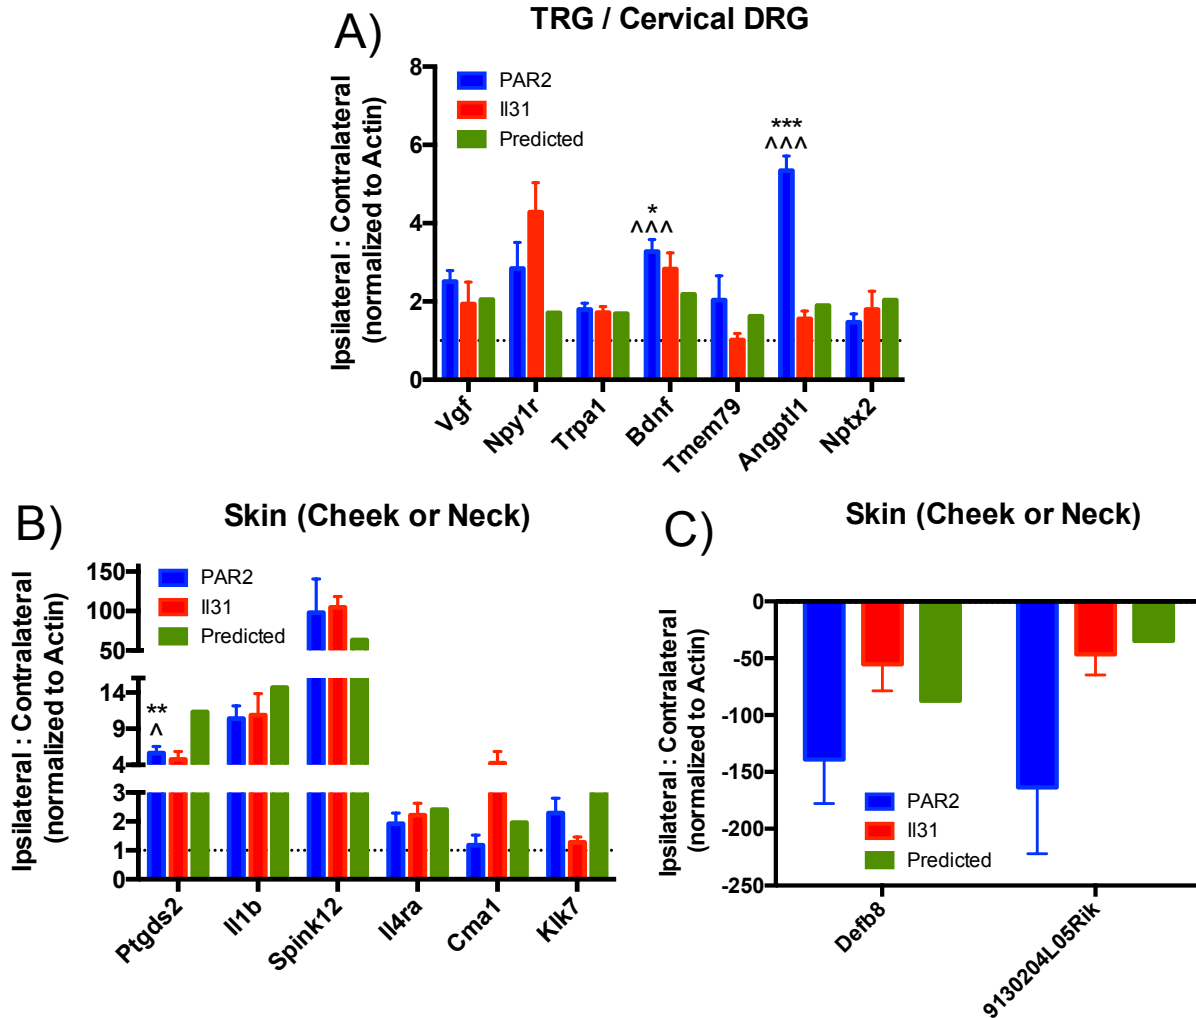 A)
TRG / Cervical DRG
Ipsilateral : Contralateral
(normalized to Actin)
8
6
4
2
0
PAR2
Il31
Predicted
*
^^^
***
^^^
Vgf
Npy1r
Trpa1
Bdnf
Tmem79
Angptl1
Nptx2
B)
Skin (Cheek or Neck)
Ipsilateral : Contralateral
(normalized to Actin)
150
100
50
14
9
4
3
2
1
0
PAR2
Il31
Predicted
**
^
Ptgds2
Il1b
Spink12
Il4ra
Cma1
Klk7
C)
Skin (Cheek or Neck)
Ipsilateral : Contralateral
(normalized to Actin)
0
-50
-100
-150
-200
-250
PAR2
Il31
Predicted
Defb8
9130204L05Rik